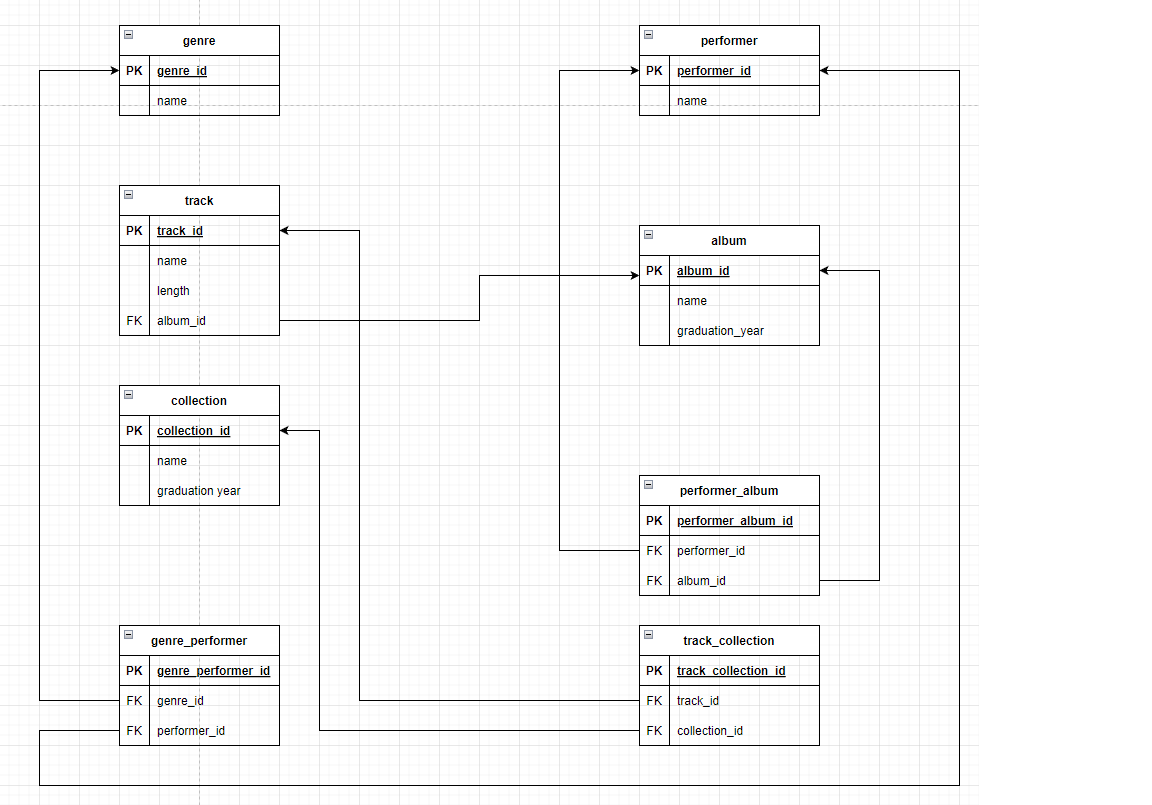 genre
PK genre_id
name
performer
PK performer_id
name
track
PK track_id
name
length
FK album_id
album
PK album_id
name
graduation_year
collection
PK collection_id
name
graduation year
performer_album
PK performer_album_id
FK performer_id
FK album_id
genre_performer
PK genre_performer_id
FK genre_id
FK performer_id
track_collection
PK track_collection_id
FK track_id
FK collection_id